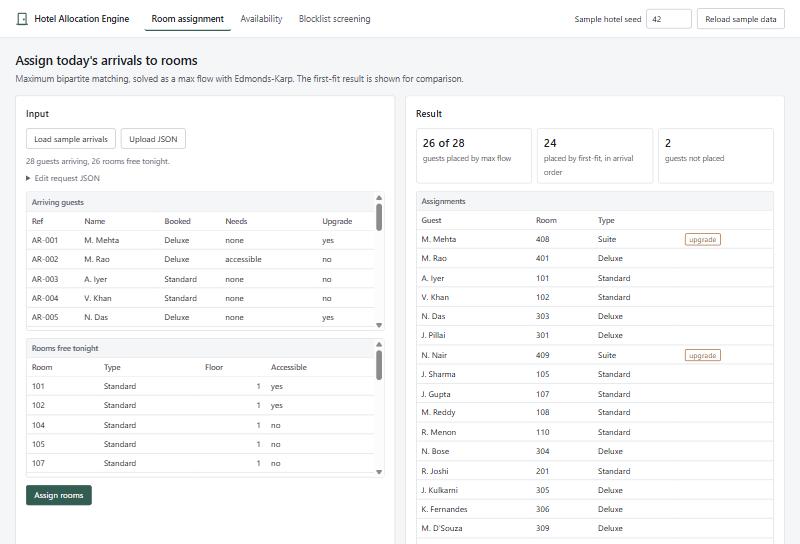 Hotel Allocation Engine Room assignment Availability Blocklist screening Sample hotel seed 42 Reload sample data
Assign today's arrivals to rooms
Maximum bipartite matching, solved as a max flow with Edmonds-Karp. The first-fit result is shown for comparison.
Input
Load sample arrivals Upload JSON
28 guests arriving, 26 rooms free tonight.
Edit request JSON
Arriving guests
Ref Name Booked Needs Upgrade
AR-001 M. Mehta Deluxe none yes
AR-002 M. Rao Deluxe accessible no
AR-003 A. Iyer Standard none no
AR-004 V. Khan Standard none no
AR-005 N. Das Deluxe none yes
Rooms free tonight
Room Type Floor Accessible
101 Standard 1 yes
102 Standard 1 yes
104 Standard 1 no
105 Standard 1 no
107 Standard 1 no
Assign rooms
Result
26 of 28
guests placed by max flow
24
placed by first-fit, in arrival
order
2
guests not placed
Assignments
Guest Room Type
M. Mehta 408 Suite upgrade
M. Rao 401 Deluxe
A. Iyer 101 Standard
V. Khan 102 Standard
N. Das 303 Deluxe
J. Pillai 301 Deluxe
N. Nair 409 Suite upgrade
J. Sharma 105 Standard
J. Gupta 107 Standard
M. Reddy 108 Standard
R. Menon 110 Standard
N. Bose 304 Deluxe
R. Joshi 201 Standard
J. Kulkarni 305 Deluxe
K. Fernandes 306 Deluxe
M. D'Souza 309 Deluxe